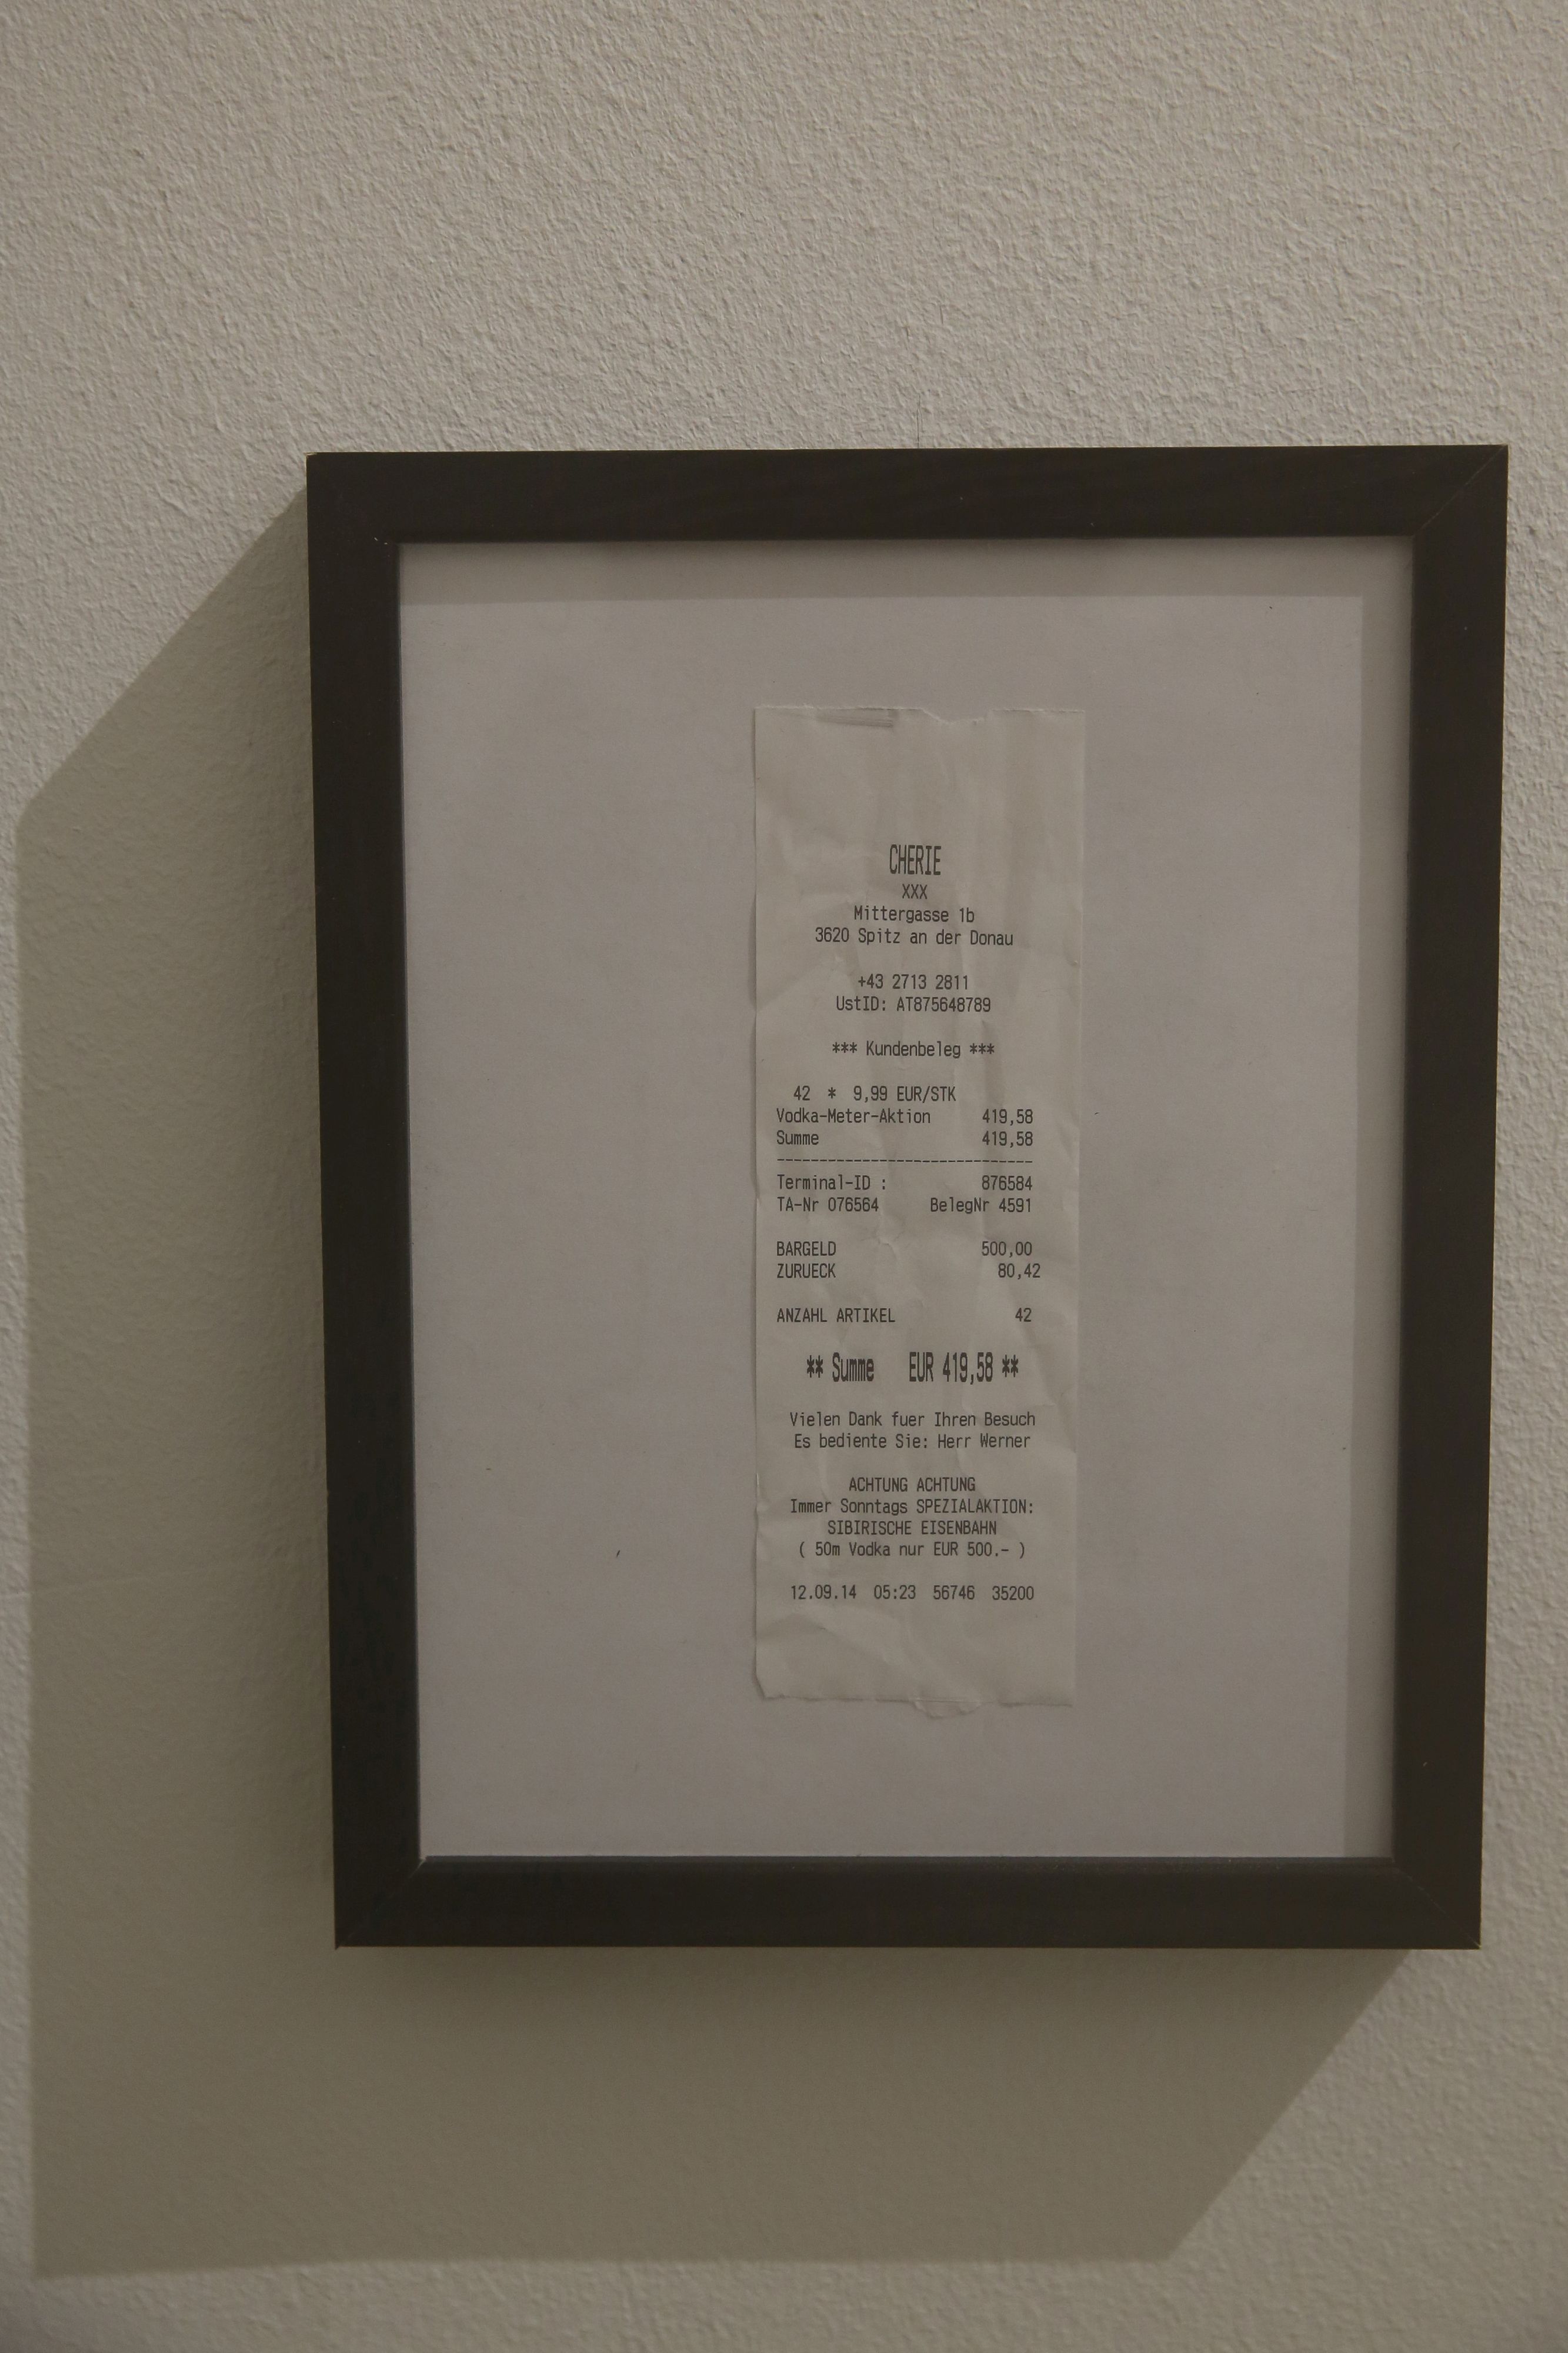 CHERIE
XXX
Mittergasse 1b
3620 Spitz an der Donau
+43 2713 2811
UstID: AT875648789
*** Kundenbeleg ***
42 * 9,99 EUR/STK
Vodka-Meter-Aktion 419,58
Summe 419,58
------------------------------
Terminal-ID : 876584
TA-Nr 076564 BelegNr 4591
BARGELD 500,00
ZURUECK 80,42
ANZAHL ARTIKEL 42
** Summe EUR 419,58 **
Vielen Dank fuer Ihren Besuch
Es bediente Sie: Herr Werner
ACHTUNG ACHTUNG
Immer Sonntags SPEZIALAKTION:
SIBIRISCHE EISENBAHN
( 50m Vodka nur EUR 500.- )
12.09.14 05:23 56746 35200